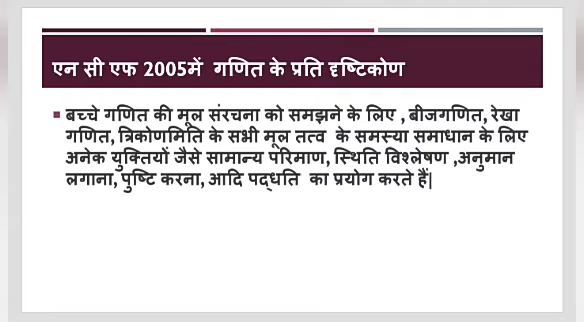 एन सी एफ 2005में गणित के प्रति दृष्टिकोण
बच्चे गणित की मूल संरचना को समझने के लिए , बीजगणित, रेखा
गणित, त्रिकोणमिति के सभी मूल तत्व के समस्या समाधान के लिए
अनेक युक्तियों जैसे सामान्य परिमाण, स्थिति विश्लेषण ,अनुमान
लगाना, पुष्टि करना, आदि पद्धति का प्रयोग करते हैं|